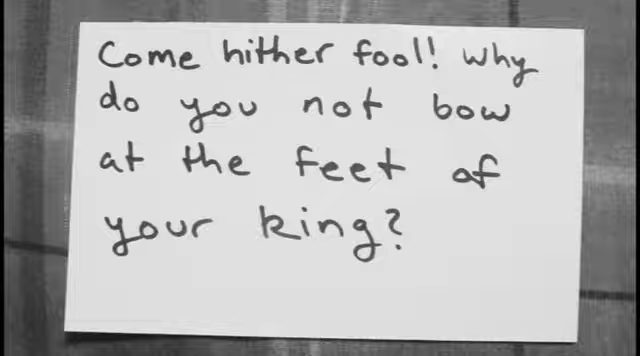 Come hither fool! Why
do you not bow
at the feet of
your king?